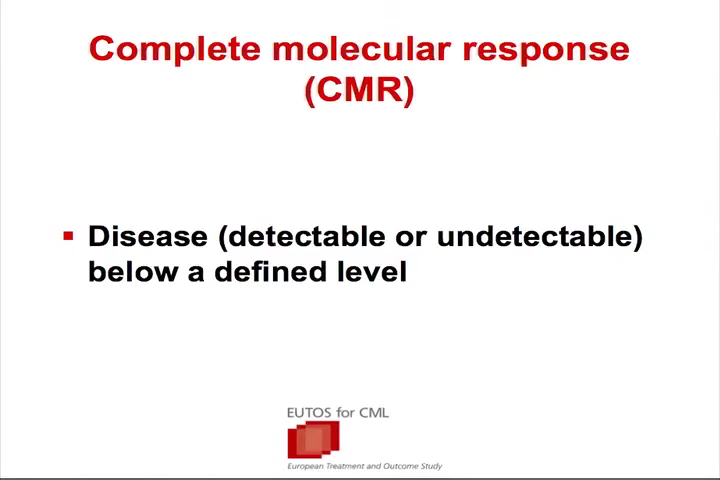 Complete molecular response
(CMR)
▪ Disease (detectable or undetectable)
below a defined level
EUTOS for CML
European Treatment and Outcome Study